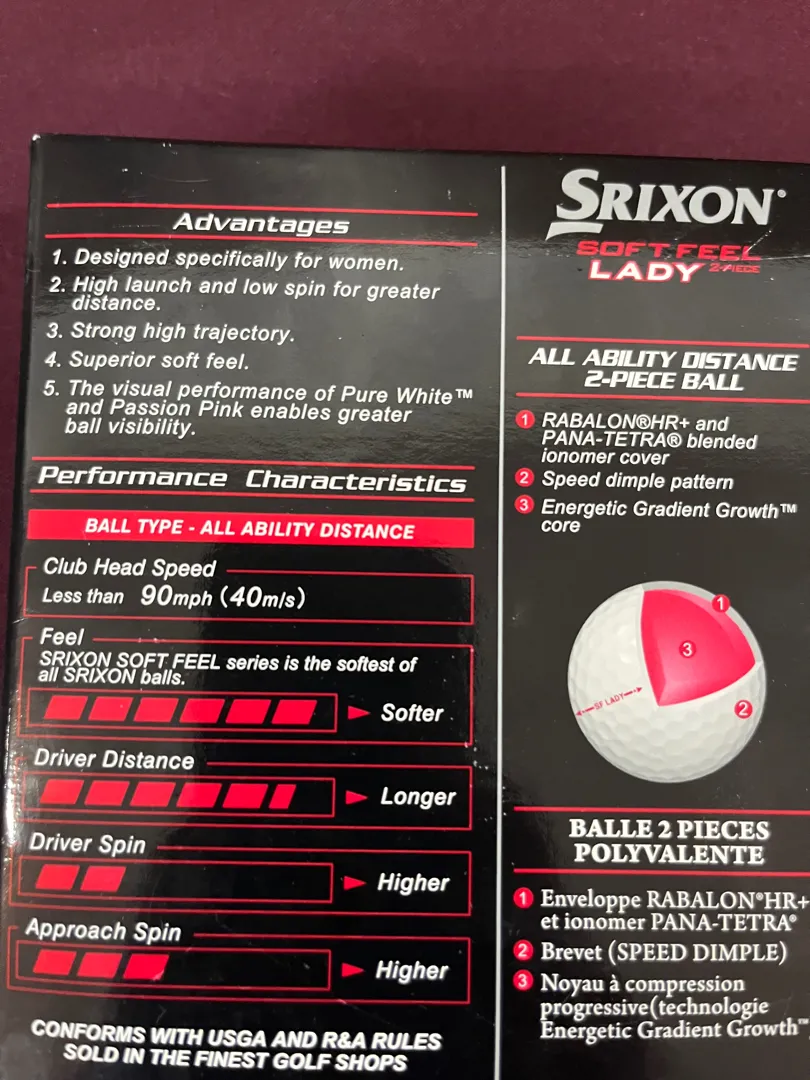 Advantages
1. Designed specifically for women.
2. High launch and low spin for greater
distance.
3. Strong high trajectory.
4. Superior soft feel.
5. The visual performance of Pure White™
and Passion Pink enables greater
ball visibility.
Performance Characteristics
BALL TYPE - ALL ABILITY DISTANCE
Club Head Speed
Less than 90mph (40m/s)
Feel
SRIXON SOFT FEEL series is the softest of
all SRIXON balls.
Softer
Driver Distance
Longer
Driver Spin
Higher
Approach Spin
Higher
CONFORMS WITH USGA AND R&A RULES
SOLD IN THE FINEST GOLF SHOPS
SRIXON®
SOFT FEEL
LADY 2-PIECE
ALL ABILITY DISTANCE
2-PIECE BALL
1 RABALON®HR+ and
PANA-TETRA® blended
ionomer cover
2 Speed dimple pattern
3 Energetic Gradient Growth™
core
1
3
SF LADY
2
BALLE 2 PIECES
POLYVALENTE
1 Enveloppe RABALON®HR+
et ionomer PANA-TETRA®
2 Brevet (SPEED DIMPLE)
3 Noyau à compression
progressive(technologie
Energetic Gradient Growth™